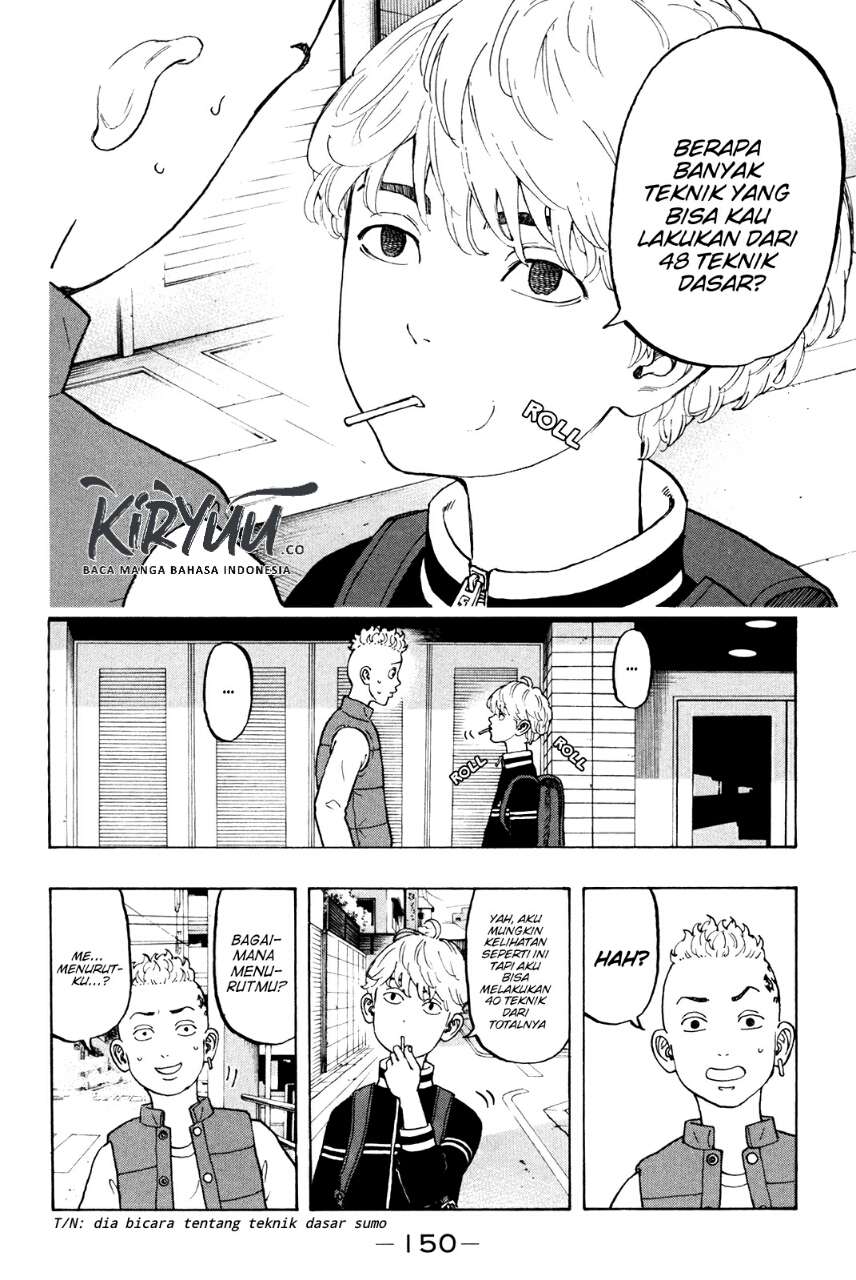 BERAPA
BANYAK
TEKNIK YANG
BISA KAU
LAKUKAN DARI
48 TEKNIK
DASAR?
ROLL
KIRYUU.CO
BACA MANGA BAHASA INDONESIA
...
...
ROLL
ROLL
HAH?
YAH, AKU
MUNGKIN
KELIHATAN
SEPERTI INI
TAPI AKU
BISA
MELAKUKAN
40 TEKNIK
DARI
TOTALNYA
BAGAI-
MANA
MENU-
RUTMU?
ME...
MENURUT-
KU...?
T/N: dia bicara tentang teknik dasar sumo
—150—